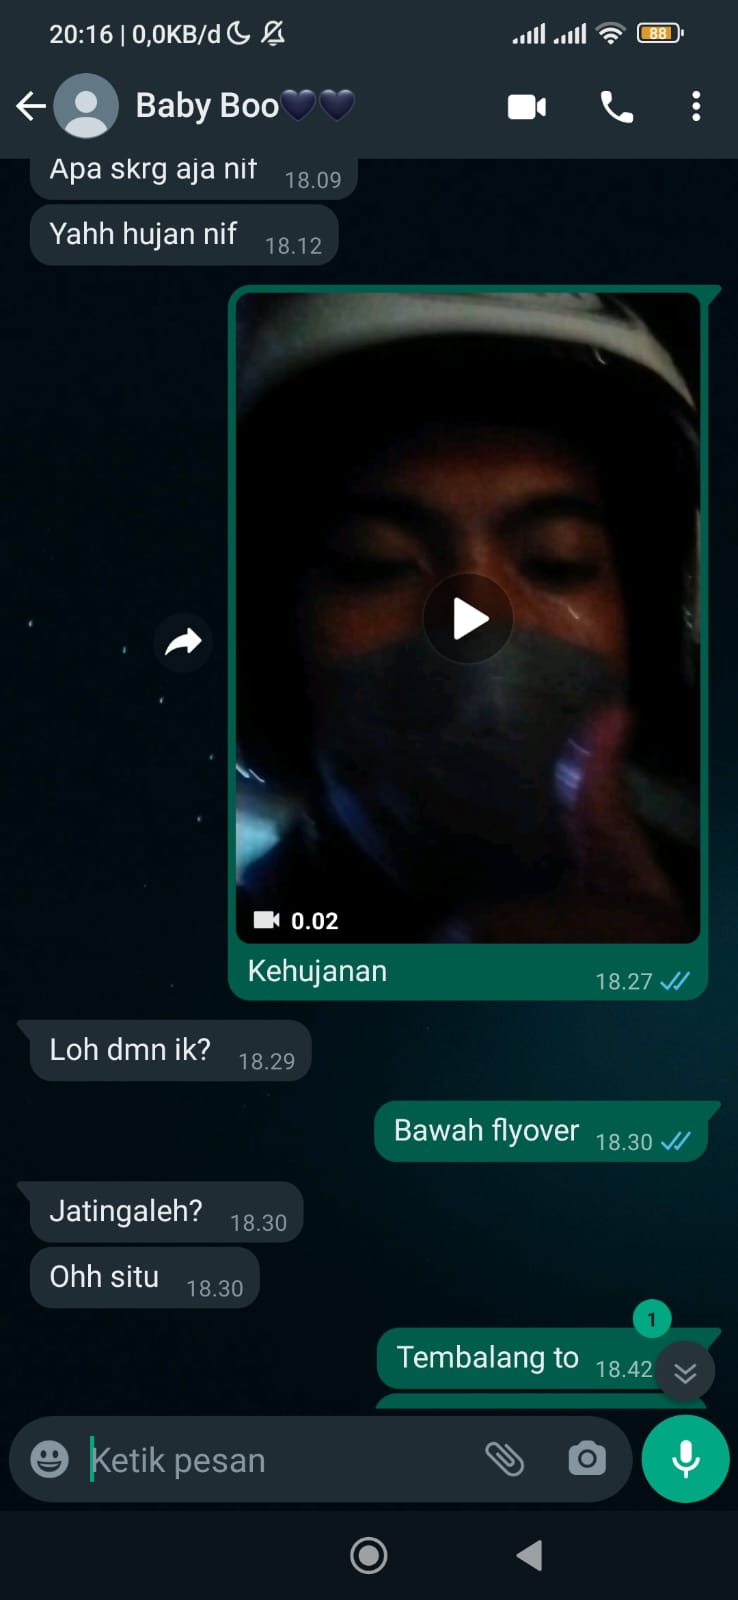 20:16 | 0,0KB/d
88
Baby Boo🖤🖤
Apa skrg aja nif 18.09
Yahh hujan nif 18.12
0.02
Kehujanan 18.27
Loh dmn ik? 18.29
Bawah flyover 18.30
Jatingaleh? 18.30
Ohh situ 18.30
1
Tembalang to 18.42
Ketik pesan